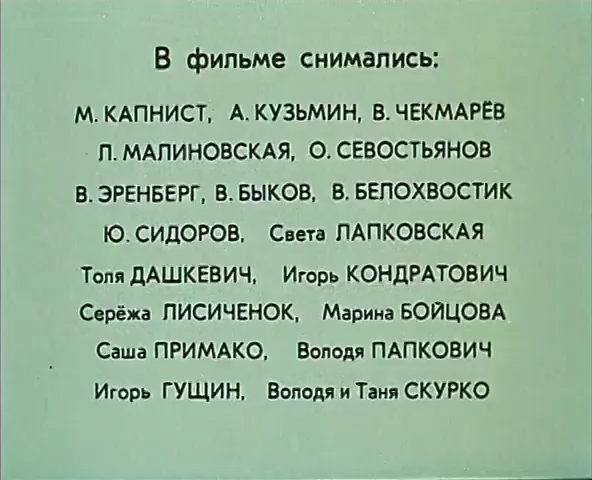 В фильме снимались:
М. КАПНИСТ, А. КУЗЬМИН, В. ЧЕКМАРЁВ
Л. МАЛИНОВСКАЯ, О. СЕВОСТЬЯНОВ
В. ЭРЕНБЕРГ, В. БЫКОВ, В. БЕЛОХВОСТИК
Ю. СИДОРОВ, Света ЛАПКОВСКАЯ
Толя ДАШКЕВИЧ, Игорь КОНДРАТОВИЧ
Серёжа ЛИСИЧЕНОК, Марина БОЙЦОВА
Саша ПРИМАКО, Володя ПАПКОВИЧ
Игорь ГУЩИН, Володя и Таня СКУРКО